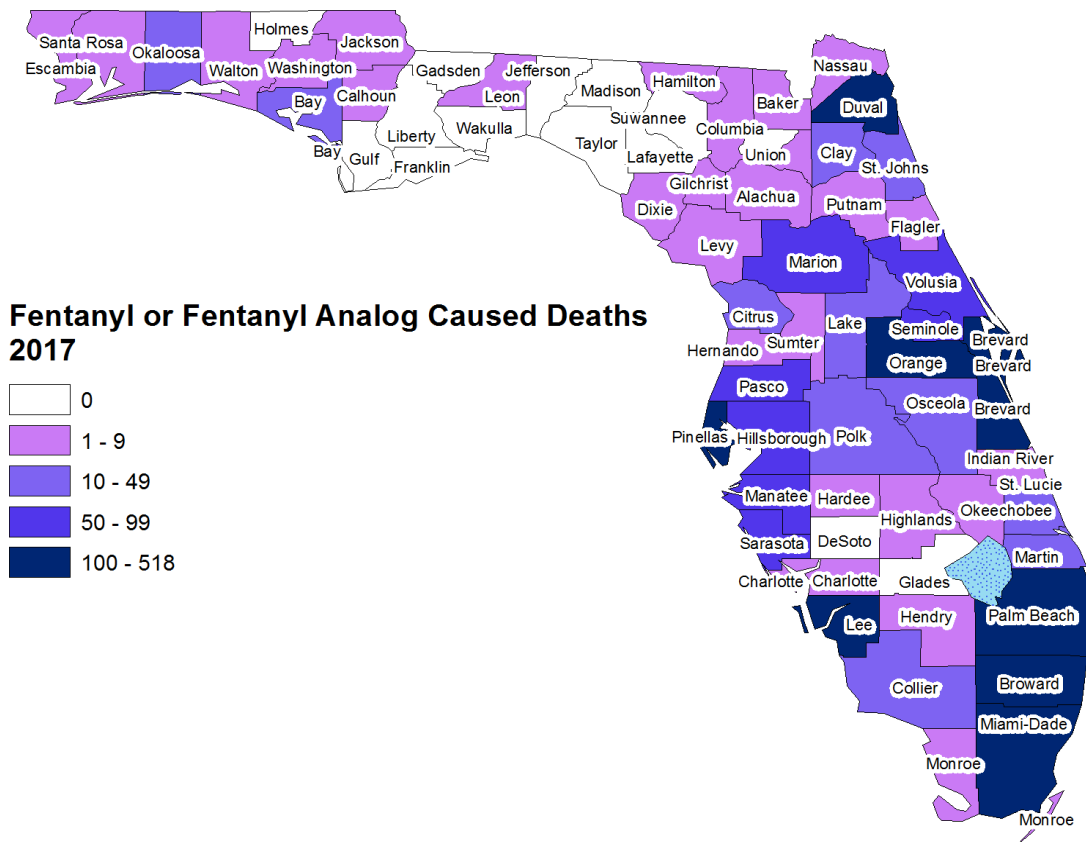 Holmes
Jackson
Santa Rosa
Okaloosa
Escambia
Walton
Washington
Gadsden
Jefferson
Madison
Hamilton
Nassau
Bay
Calhoun
Leon
Baker
Duval
Suwannee
Columbia
Liberty
Wakulla
Taylor
Bay
Gulf
Franklin
Lafayette
Union
Clay
St. Johns
Gilchrist
Alachua
Dixie
Putnam
Flagler
Levy
Marion
Volusia
Fentanyl or Fentanyl Analog Caused Deaths
2017
Citrus
Lake
Seminole
Brevard
Hernando
Sumter
Orange
Brevard
0
Pasco
Osceola
Brevard
1 - 9
Pinellas
Hillsborough
Polk
Indian River
10 - 49
St. Lucie
Manatee
Hardee
Highlands
Okeechobee
50 - 99
Sarasota
DeSoto
Martin
100 - 518
Charlotte
Charlotte
Glades
Lee
Hendry
Palm Beach
Collier
Broward
Miami-Dade
Monroe
Monroe